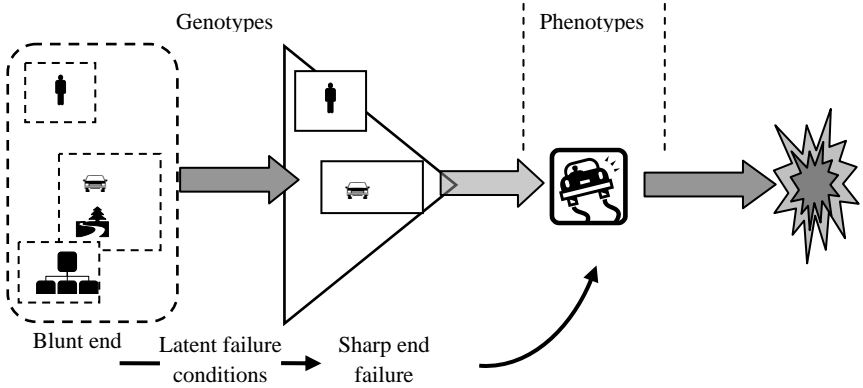 Genotypes
Phenotypes
Blunt end
Latent failure
conditions
Sharp end
failure